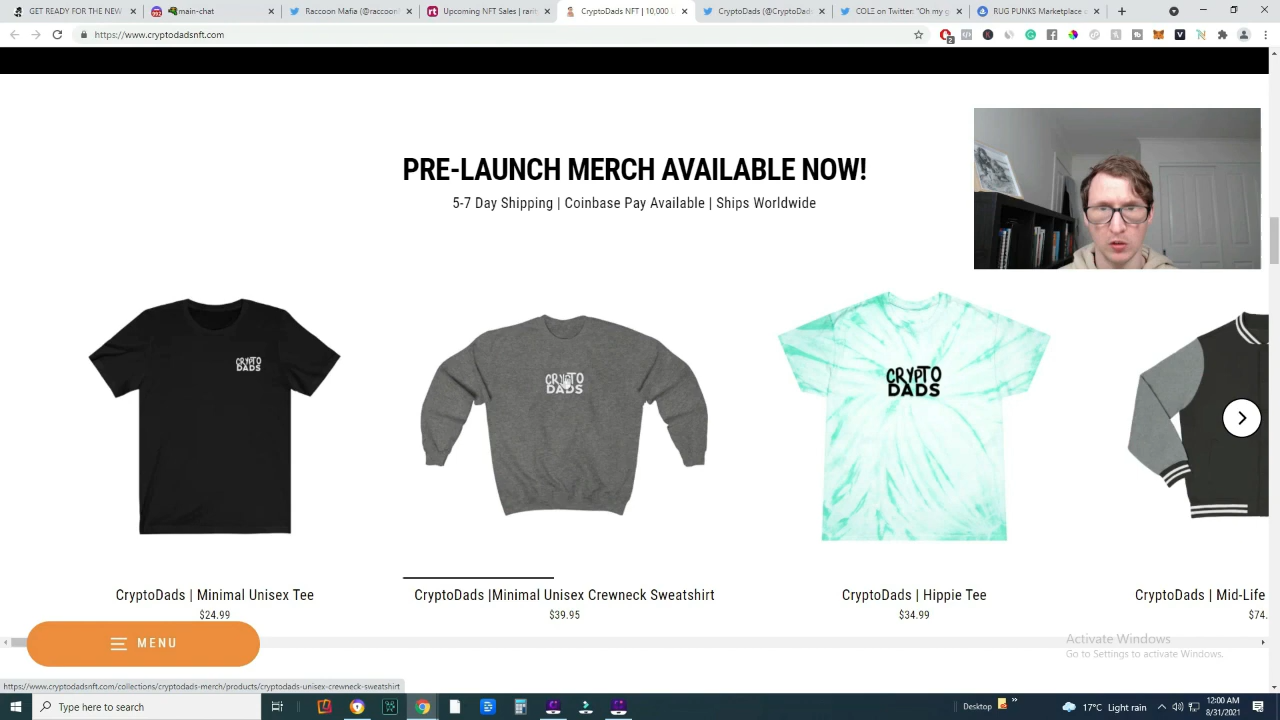 GET READY FOR THE N
992
Raccoon Mafia (@raccoon
Upcoming NFT Sales | rarit
CryptoDads NFT | 10,000 U
CryptoDads (@CryptoDads
COLE on Twitter: "Oh my g
RUG PUNKS Marketplace -
https://www.cryptodadsnft.com
PRE-LAUNCH MERCH AVAILABLE NOW!
5-7 Day Shipping | Coinbase Pay Available | Ships Worldwide
CRYPTO
DADS
CRYPTO
DADS
CRYPTO
DADS
CryptoDads | Minimal Unisex Tee
$24.99
CryptoDads |Minimal Unisex Crewneck Sweatshirt
$39.95
CryptoDads | Hippie Tee
$34.99
CryptoDads | Mid-Life
$74.
MENU
Activate Windows
Go to Settings to activate Windows.
https://www.cryptodadsnft.com/collections/cryptodads-merch/products/cryptodads-unisex-crewneck-sweatshirt
Type here to search
Desktop
17°C Light rain
12:00 AM
8/31/2021